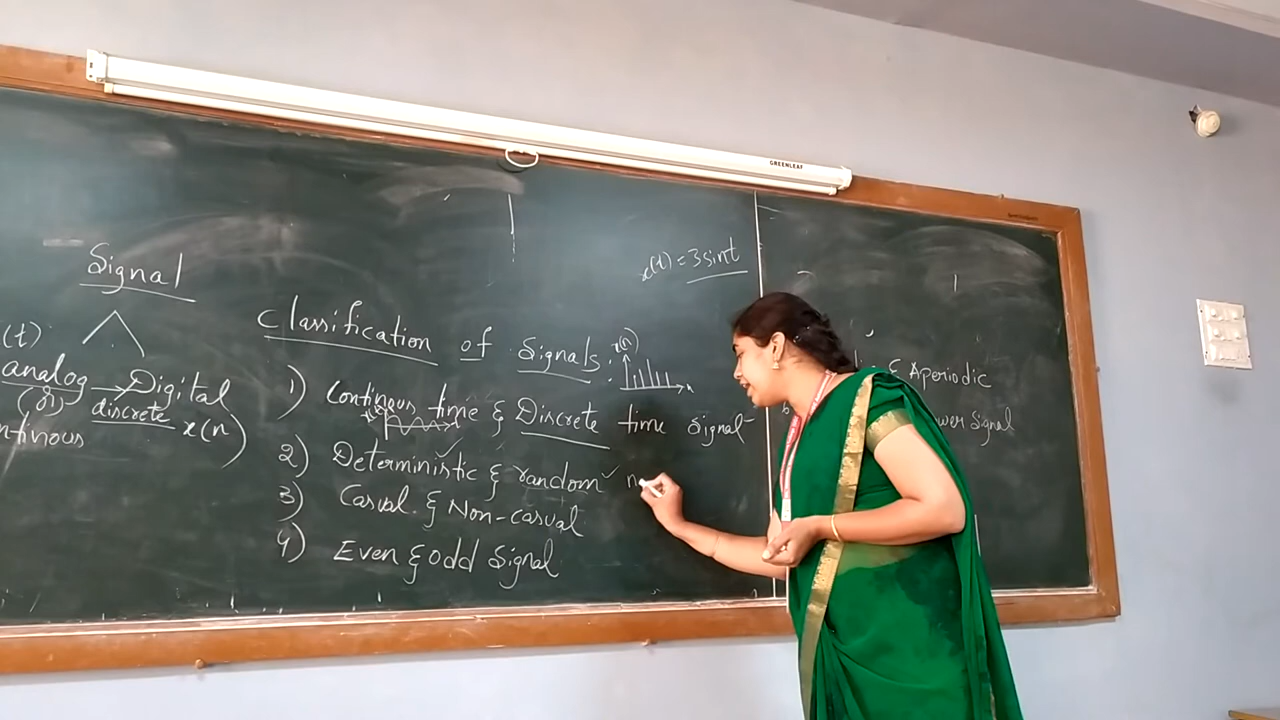 GREENLEAF
Signal
x(t) = 3sint
(t)
analog → Digital
(or) discrete x(n)
ntinous
Classification of Signals :
x(n)
n
1) Continous time & Discrete time signal
x(t)
2) Deterministic & random
3) Casual & Non-casual
4) Even & odd signal
& Aperiodic
wer signal